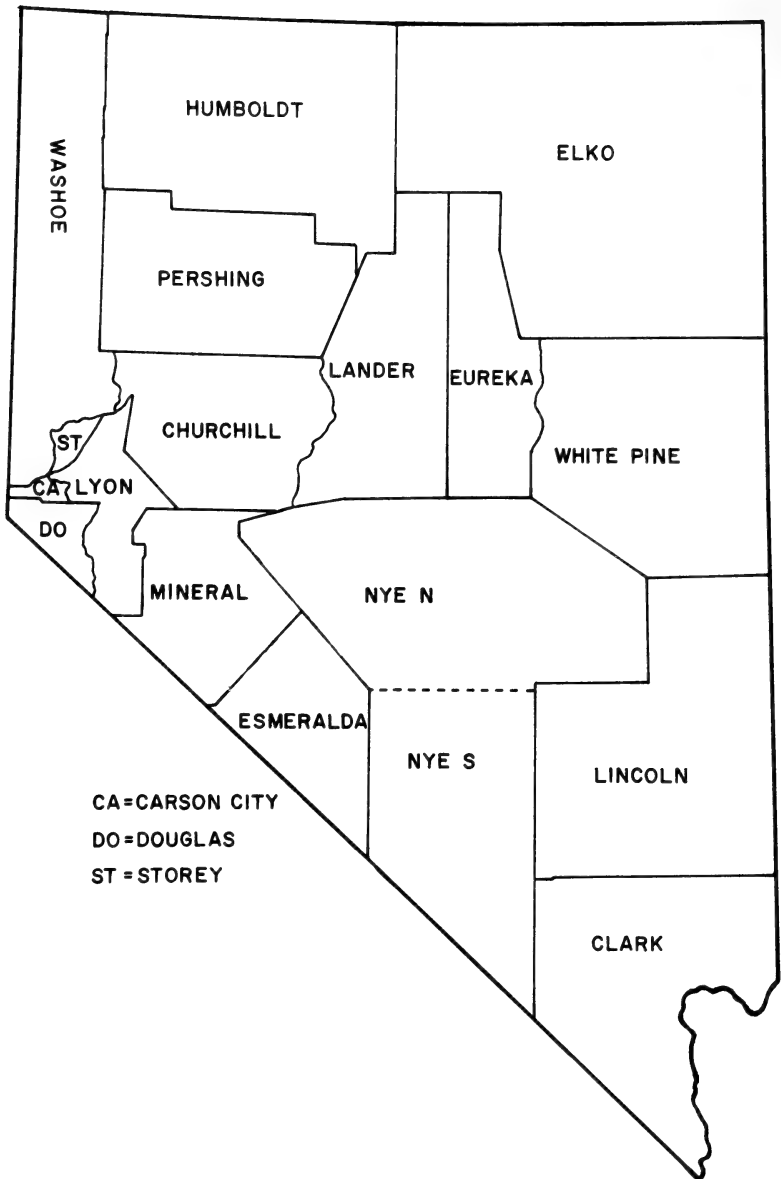 HUMBOLDT
ELKO
WASHOE
PERSHING
LANDER
EUREKA
CHURCHILL
ST
WHITE PINE
CA
LYON
DO
MINERAL
NYE N
ESMERALDA
NYE S
LINCOLN
CA=CARSON CITY
DO=DOUGLAS
ST=STOREY
CLARK